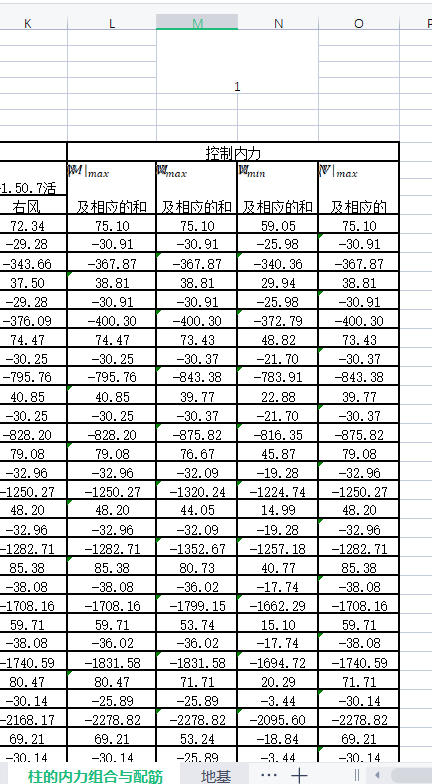 K L M N O
1
控制内力
|M|max Nmax Nmin |V|max
1.50.7活
右风 及相应的和 及相应的和 及相应的和 及相应的
72.34 75.10 75.10 59.05 75.10
-29.28 -30.91 -30.91 -25.98 -30.91
-343.66 -367.87 -367.87 -340.36 -367.87
37.50 38.81 38.81 29.94 38.81
-29.28 -30.91 -30.91 -25.98 -30.91
-376.09 -400.30 -400.30 -372.79 -400.30
74.47 74.47 73.43 48.82 73.43
-30.25 -30.25 -30.37 -21.70 -30.37
-795.76 -795.76 -843.38 -783.91 -843.38
40.85 40.85 39.77 22.88 39.77
-30.25 -30.25 -30.37 -21.70 -30.37
-828.20 -828.20 -875.82 -816.35 -875.82
79.08 79.08 76.67 45.87 79.08
-32.96 -32.96 -32.09 -19.28 -32.96
-1250.27 -1250.27 -1320.24 -1224.74 -1250.27
48.20 48.20 44.05 14.99 48.20
-32.96 -32.96 -32.09 -19.28 -32.96
-1282.71 -1282.71 -1352.67 -1257.18 -1282.71
85.38 85.38 80.73 40.77 85.38
-38.08 -38.08 -36.02 -17.74 -38.08
-1708.16 -1708.16 -1799.15 -1662.29 -1708.16
59.71 59.71 53.74 15.10 59.71
-38.08 -36.02 -36.02 -17.74 -38.08
-1740.59 -1831.58 -1831.58 -1694.72 -1740.59
80.47 80.47 71.71 20.29 71.71
-30.14 -25.89 -25.89 -3.44 -30.14
-2168.17 -2278.82 -2278.82 -2095.60 -2278.82
69.21 69.21 53.24 -18.84 69.21
-30.14 -30.14 -25.89 -3.44 -30.14
柱的内力组合与配筋 地基 ··· +